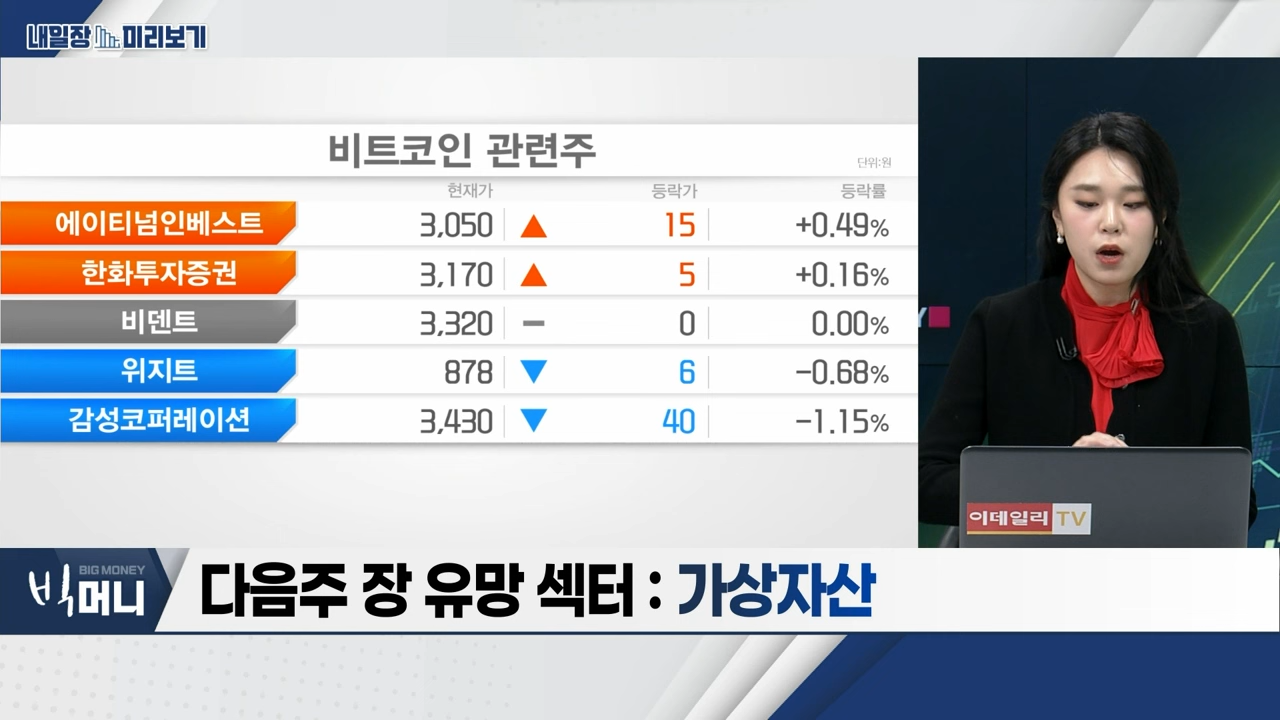 내일장 미리보기
비트코인 관련주
단위:원
현재가 등락가 등락률
에이티넘인베스트 3,050 ▲ 15 +0.49%
한화투자증권 3,170 ▲ 5 +0.16%
비덴트 3,320 - 0 0.00%
위지트 878 ▼ 6 -0.68%
감성코퍼레이션 3,430 ▼ 40 -1.15%
Y
이데일리 TV
BIG MONEY
빅머니
다음주 장 유망 섹터 : 가상자산